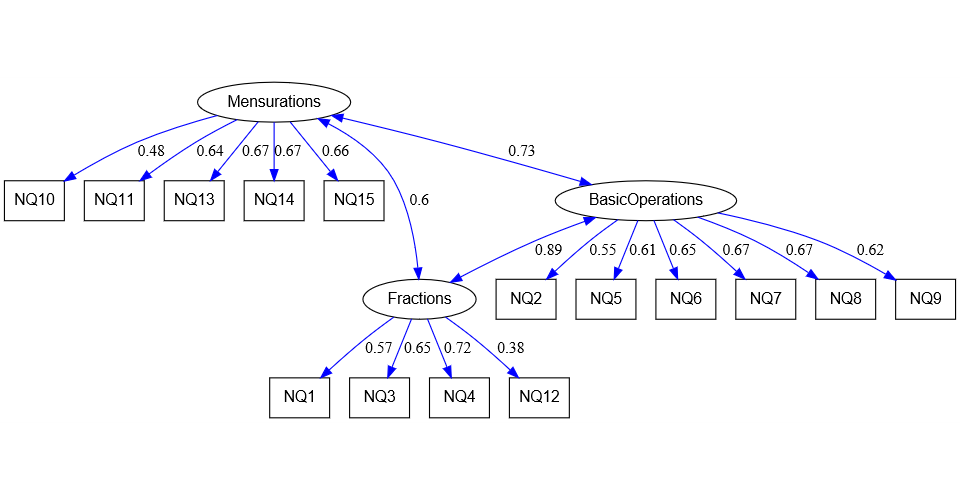 Mensurations
0.48
0.64
0.67
0.67
0.66
0.73
NQ10
NQ11
NQ13
NQ14
NQ15
0.6
BasicOperations
0.89
0.55
0.61
0.65
0.67
0.67
0.62
Fractions
NQ2
NQ5
NQ6
NQ7
NQ8
NQ9
0.57
0.65
0.72
0.38
NQ1
NQ3
NQ4
NQ12